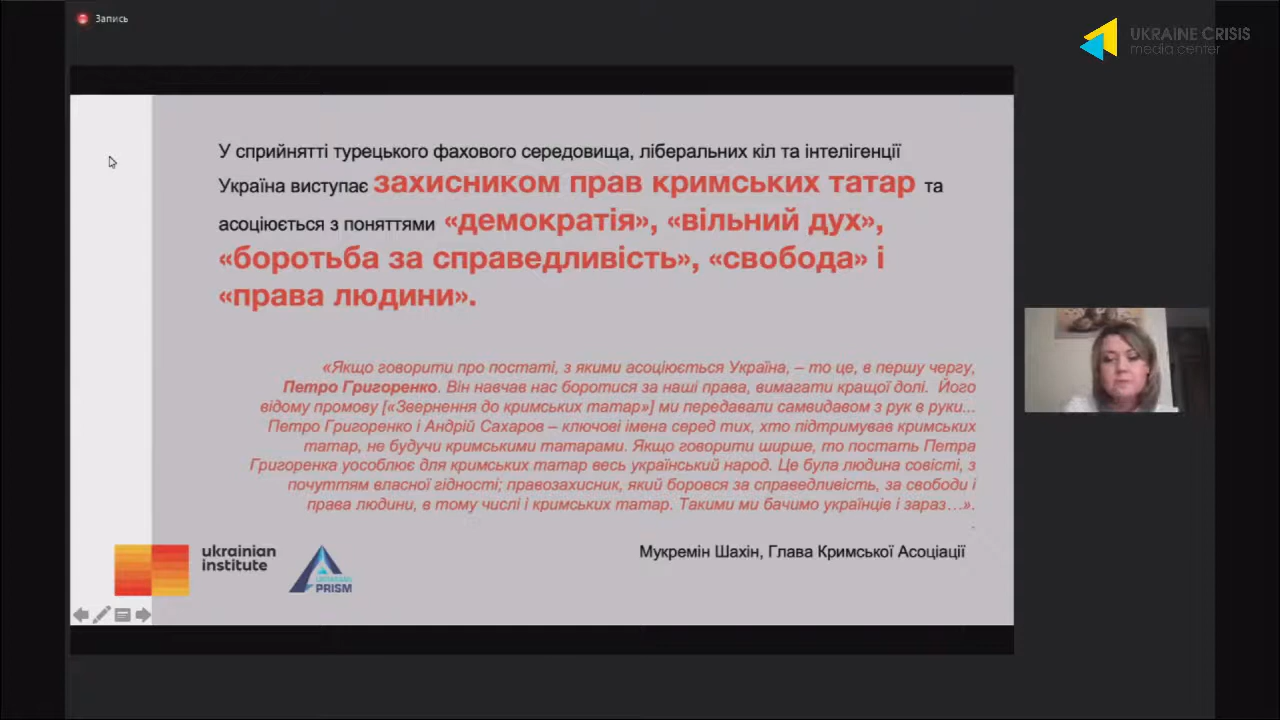 Запись
UKRAINE CRISIS
media center
У сприйнятті турецького фахового середовища, ліберальних кіл та інтелігенції
Україна виступає захисником прав кримських татар та
асоціюється з поняттями «демократія», «вільний дух»,
«боротьба за справедливість», «свобода» і
«права людини».
«Якщо говорити про постаті, з якими асоціюється Україна, – то це, в першу чергу,
Петро Григоренко. Він навчав нас боротися за наші права, вимагати кращої долі. Його
відому промову [«Звернення до кримських татар»] ми передавали самвидавом з рук в руки...
Петро Григоренко і Андрій Сахаров – ключові імена серед тих, хто підтримував кримських
татар, не будучи кримськими татарами. Якщо говорити ширше, то постать Петра
Григоренка уособлює для кримських татар весь український народ. Це була людина совісті, з
почуттям власної гідності; правозахисник, який боровся за справедливість, за свободи і
права людини, в тому числі і кримських татар. Такими ми бачимо українців і зараз…».
.
Мукремін Шахін, Глава Кримської Асоціації
ukrainian
institute
UKRAINIAN
PRISM